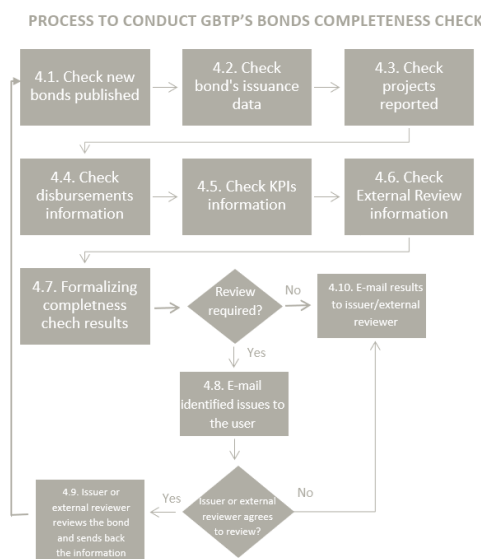 PROCESS TO CONDUCT GBTP'S BONDS COMPLETENESS CHECK
4.1. Check new
bonds published
4.2. Check
bond's issuance
data
4.3. Check
projects
reported
4.4. Check
disbursements
information
4.5. Check KPIs
information
4.6. Check
External Review
information
4.7. Formalizing
completness
chech results
Review
required?
No
4.10. E-mail results
to issuer/external
reviewer
Yes
4.8. E-mail
identified issues to
the user
Issuer or external
reviewer agrees
to review?
No
Yes
4.9. Issuer or
external reviewer
reviews the bond
and sends back
the information